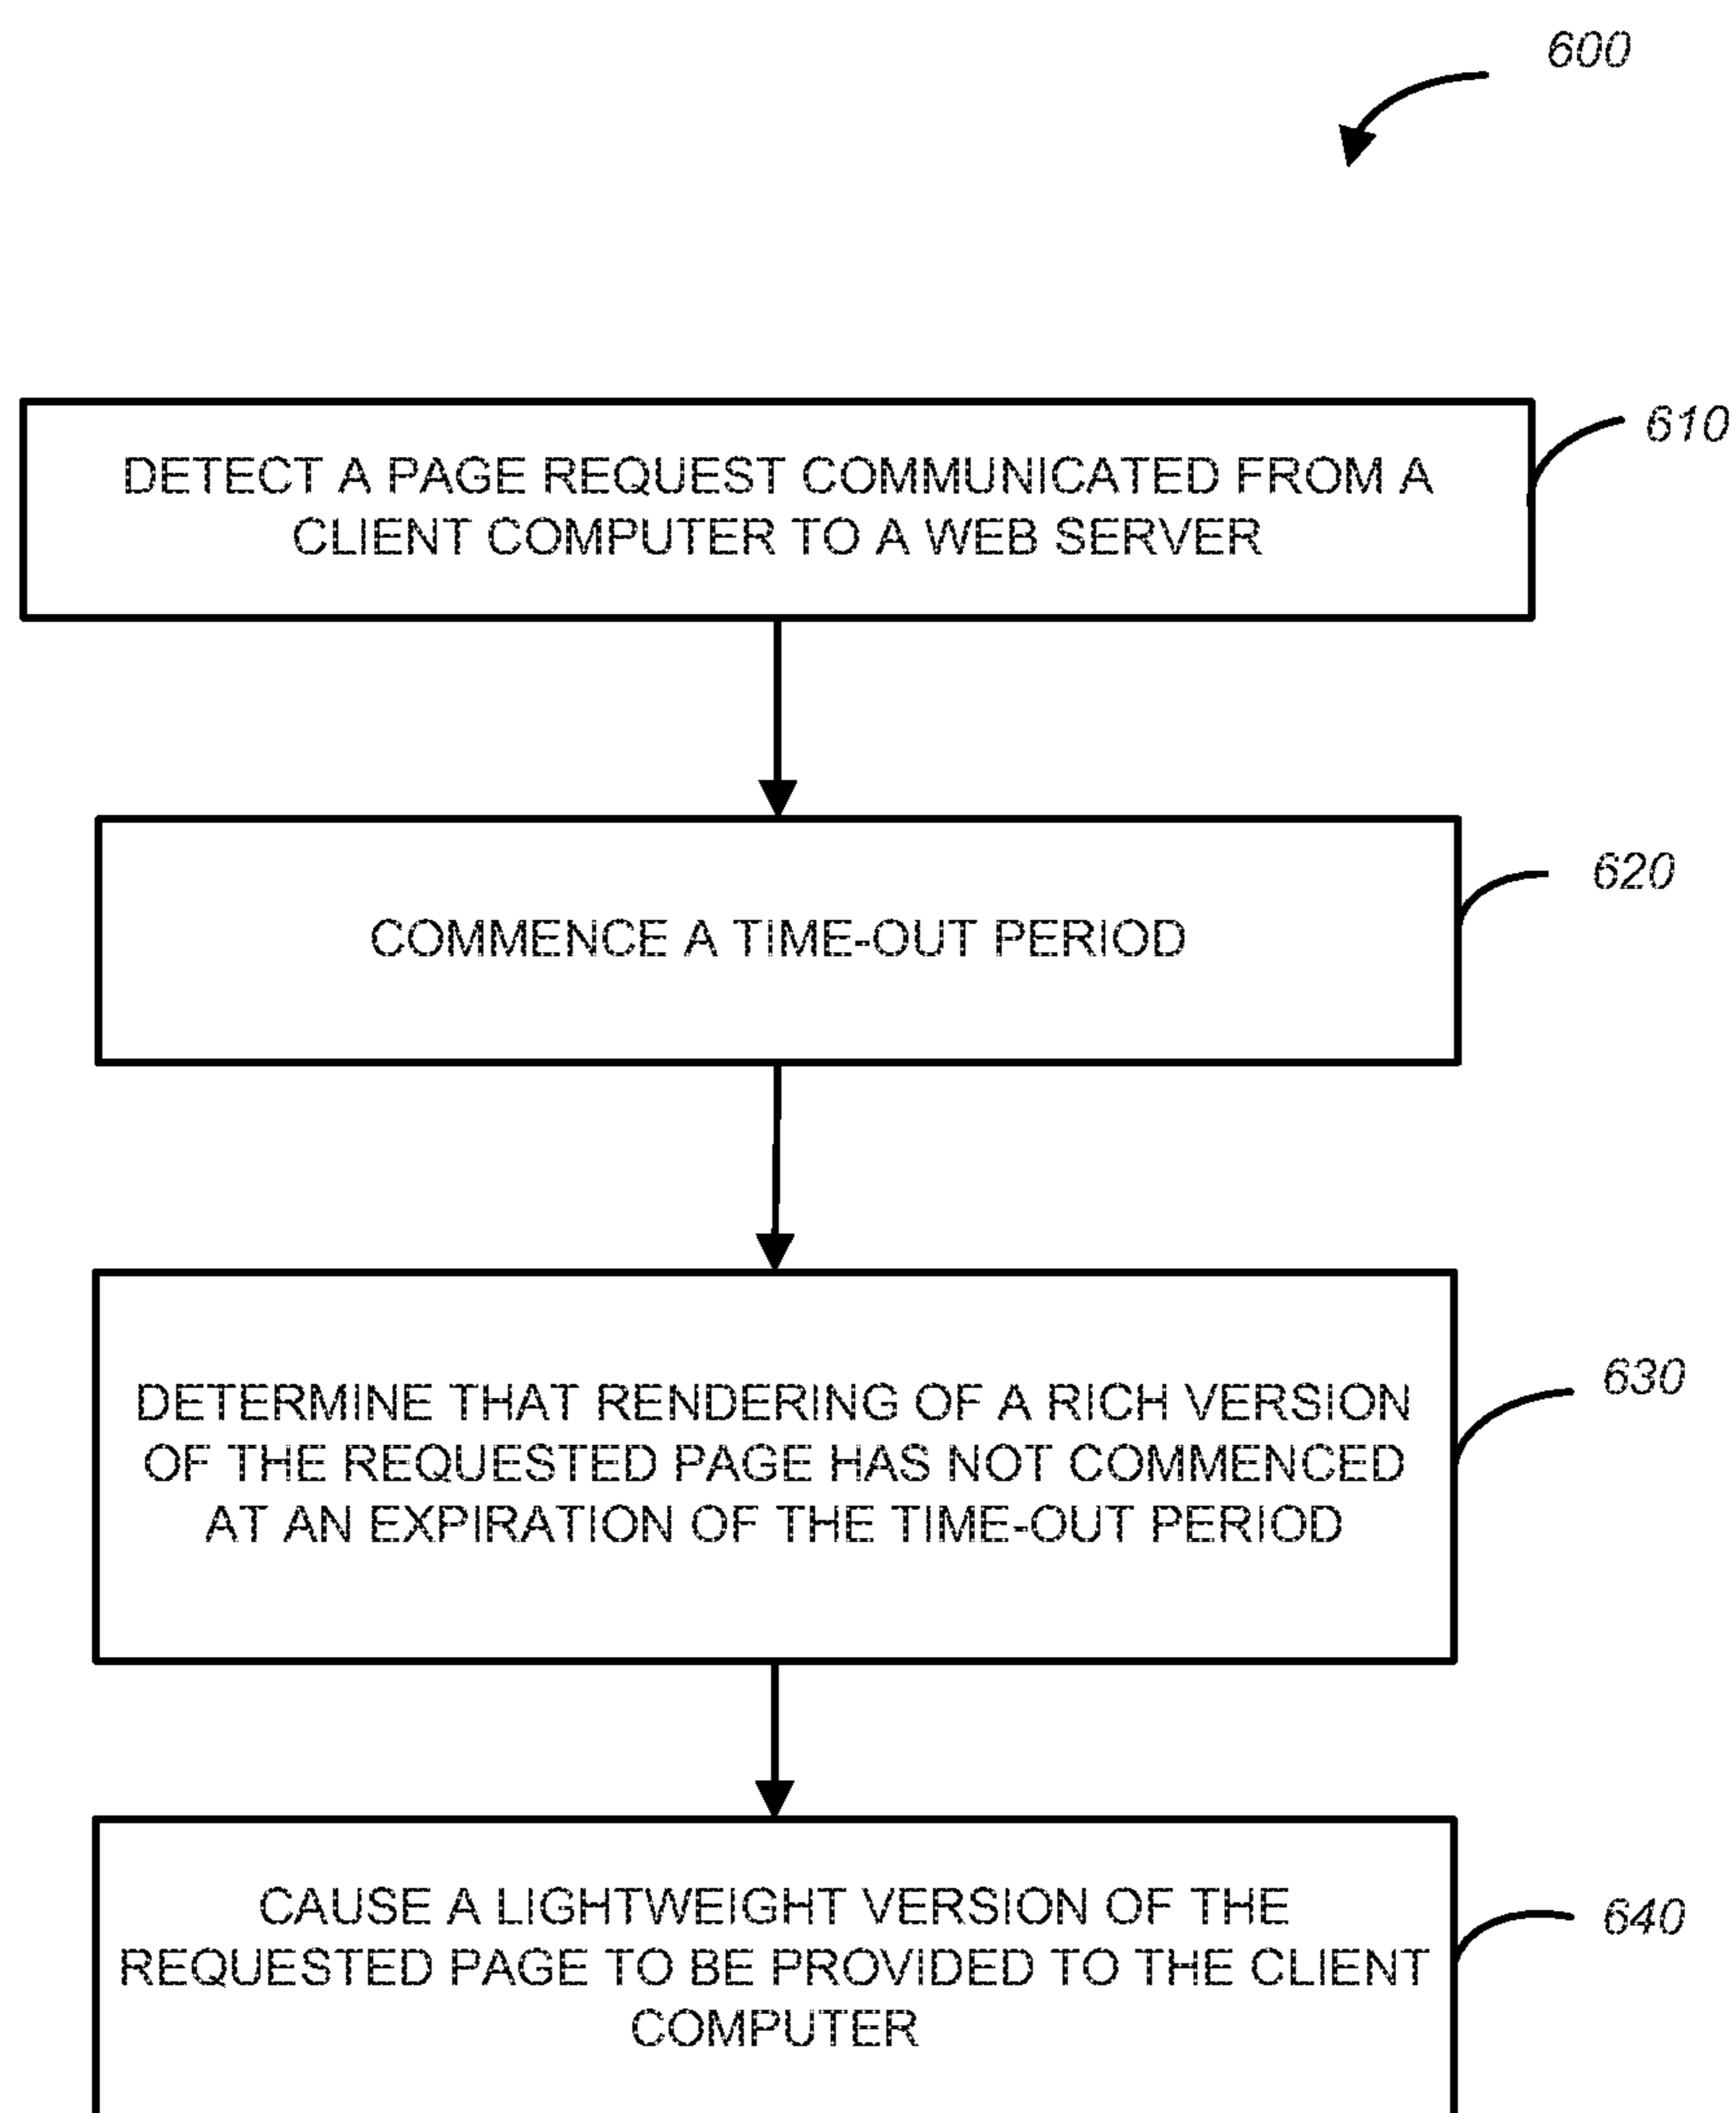 600
610
DETECT A PAGE REQUEST COMMUNICATED FROM A
CLIENT COMPUTER TO A WEB SERVER
620
COMMENCE A TIME-OUT PERIOD
630
DETERMINE THAT RENDERING OF A RICH VERSION
OF THE REQUESTED PAGE HAS NOT COMMENCED
AT AN EXPIRATION OF THE TIME-OUT PERIOD
640
CAUSE A LIGHTWEIGHT VERSION OF THE
REQUESTED PAGE TO BE PROVIDED TO THE CLIENT
COMPUTER